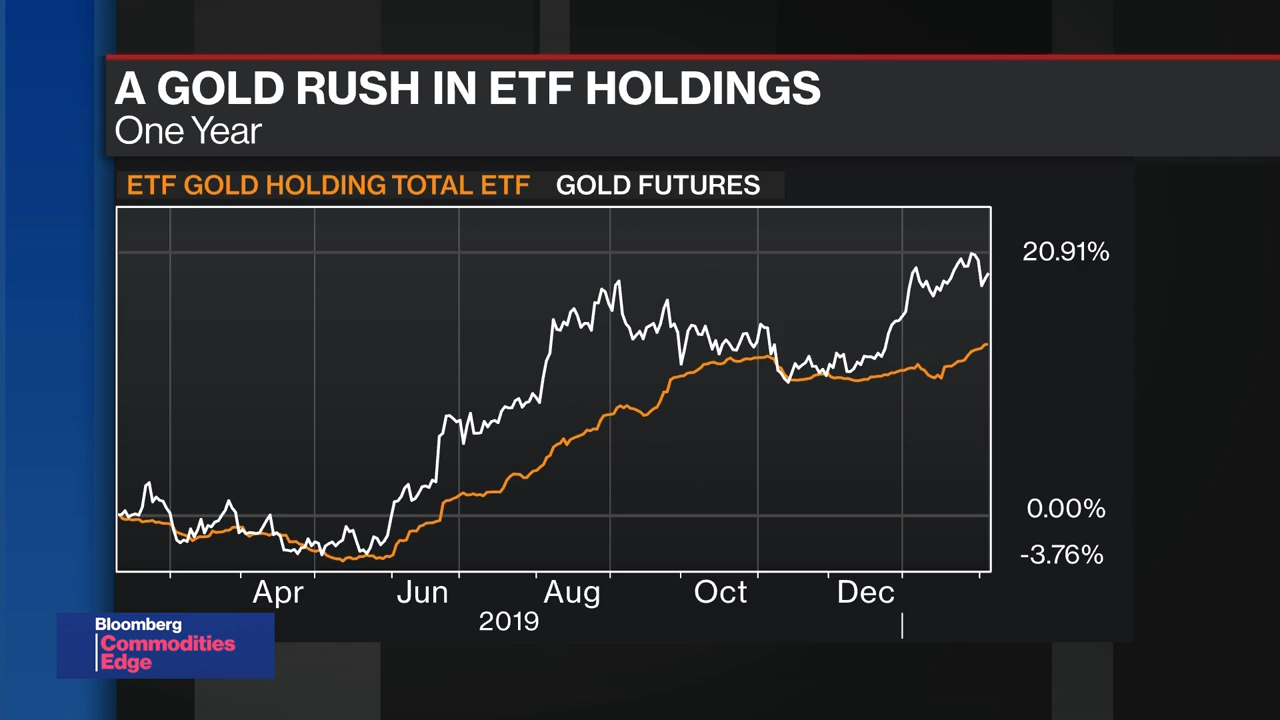 A GOLD RUSH IN ETF HOLDINGS
One Year
ETF GOLD HOLDING TOTAL ETF GOLD FUTURES
20.91%
0.00%
-3.76%
Apr Jun Aug Oct Dec
2019
Bloomberg
Commodities
Edge